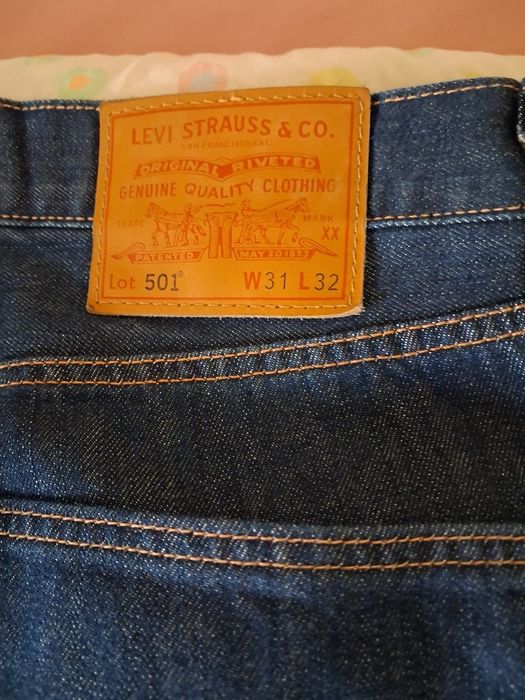 LEVI STRAUSS & CO.
SAN FRANCISCO, CAL.
ORIGINAL RIVETED
GENUINE QUALITY CLOTHING
TRADE MARK
XX
PATENTED MAY 20 1873
Lot 501® W31 L32